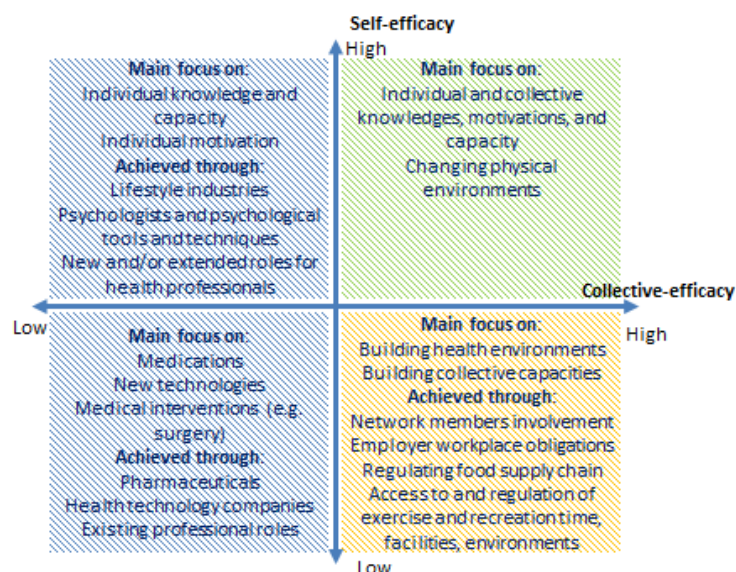 Self-efficacy
High
Main focus on:
Individual knowledge and
capacity
Individual motivation
Achieved through:
Lifestyle industries
Psychologists and psychological
tools and techniques
New and/or extended roles for
health professionals
Main focus on:
Individual and collective
knowledges, motivations, and
capacity
Changing physical
environments
Collective-efficacy
Low
High
Main focus on:
Medications
New technologies
Medical interventions (e.g.
surgery)
Achieved through:
Pharmaceuticals
Health technology companies
Existing professional roles
Main focus on:
Building health environments
Building collective capacities
Achieved through:
Network members involvement
Employer workplace obligations
Regulating food supply chain
Access to and regulation of
exercise and recreation time,
facilities, environments
Low